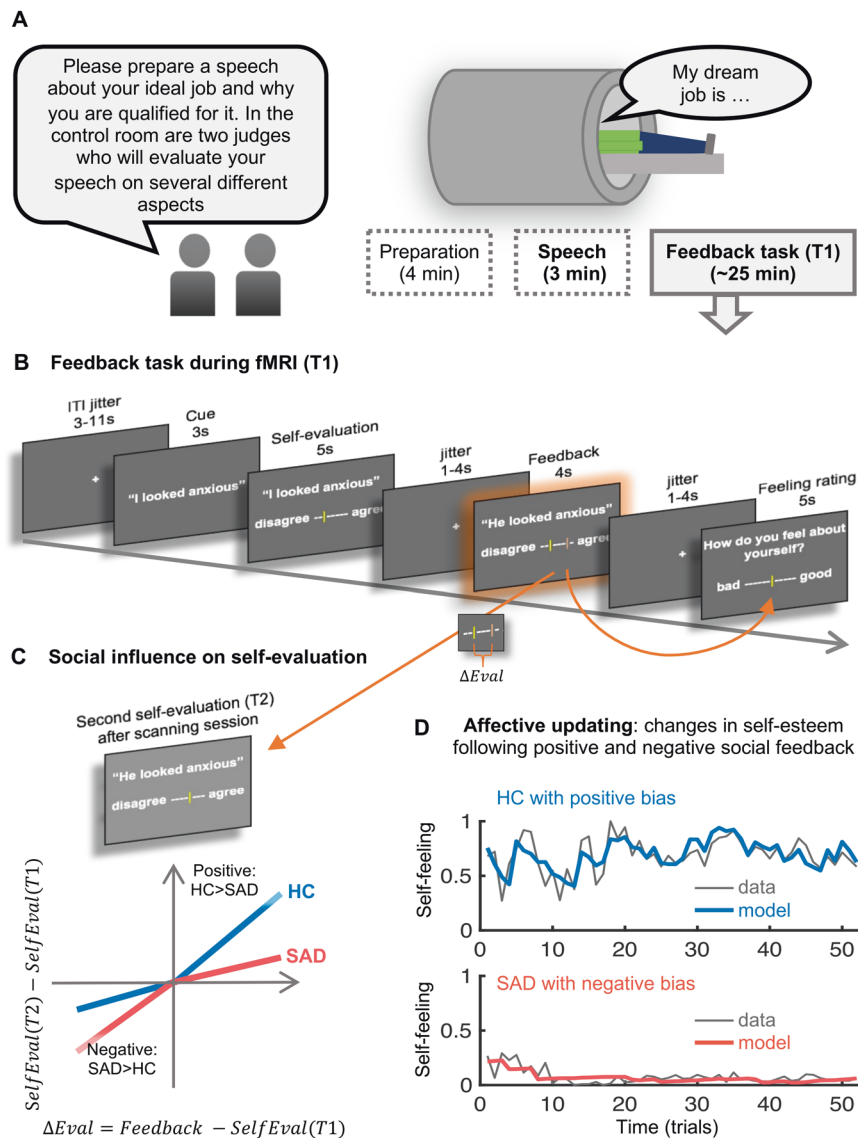 A
Please prepare a speech
about your ideal job and why
you are qualified for it. In the
control room are two judges
who will evaluate your
speech on several different
aspects
My dream
job is …
Preparation
(4 min)
Speech
(3 min)
Feedback task (T1)
(~25 min)
B Feedback task during fMRI (T1)
ITI jitter
3-11s
+
Cue
3s
“I looked anxious”
Self-evaluation
5s
“I looked anxious”
disagree --|------ agree
jitter
1-4s
+
Feedback
4s
“He looked anxious”
disagree --|----|-- agree
jitter
1-4s
+
Feeling rating
5s
How do you feel about
yourself?
bad ------|------ good
ΔEval
C Social influence on self-evaluation
Second self-evaluation (T2)
after scanning session
“He looked anxious”
disagree -----|--- agree
SelfEval(T2) − SelfEval(T1)
Positive:
HC>SAD
HC
SAD
Negative:
SAD>HC
ΔEval = Feedback − SelfEval(T1)
D Affective updating: changes in self-esteem
following positive and negative social feedback
HC with positive bias
Self-feeling
1
0.5
0
data
model
0 10 20 30 40 50
SAD with negative bias
Self-feeling
1
0.5
0
data
model
0 10 20 30 40 50
Time (trials)